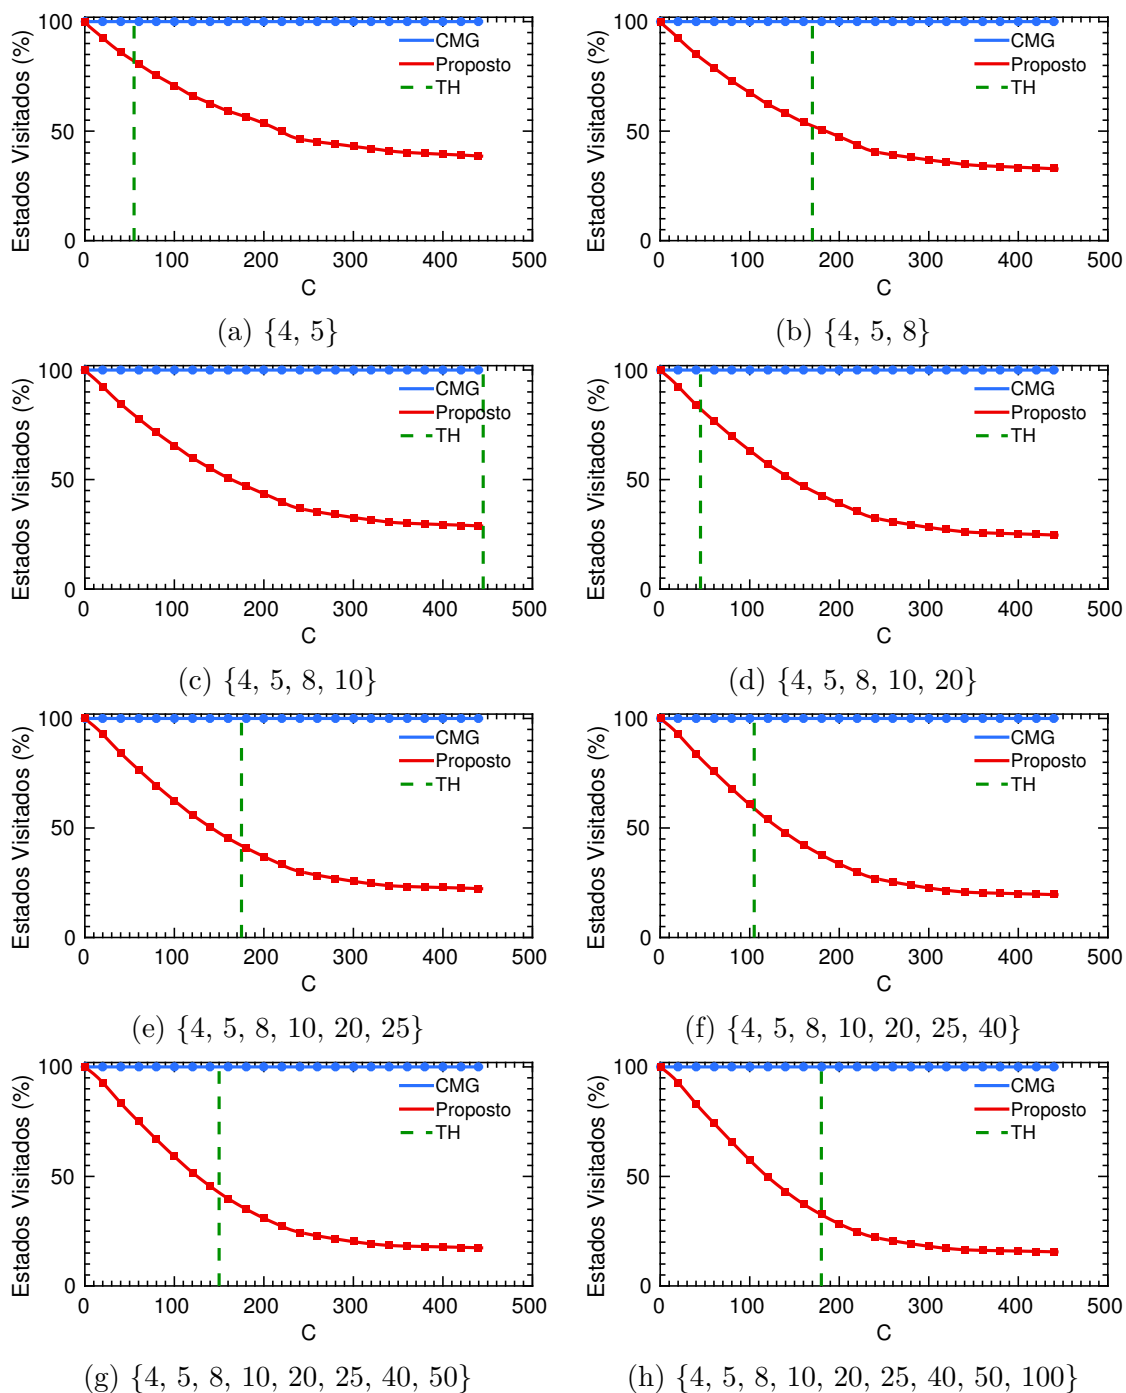 100
50
0
Estados Visitados (%)
CMG
Proposto
TH
0 100 200 300 400 500
C
(a) {4, 5}
100
50
0
Estados Visitados (%)
CMG
Proposto
TH
0 100 200 300 400 500
C
(b) {4, 5, 8}
100
50
0
Estados Visitados (%)
CMG
Proposto
TH
0 100 200 300 400 500
C
(c) {4, 5, 8, 10}
100
50
0
Estados Visitados (%)
CMG
Proposto
TH
0 100 200 300 400 500
C
(d) {4, 5, 8, 10, 20}
100
50
0
Estados Visitados (%)
CMG
Proposto
TH
0 100 200 300 400 500
C
(e) {4, 5, 8, 10, 20, 25}
100
50
0
Estados Visitados (%)
CMG
Proposto
TH
0 100 200 300 400 500
C
(f) {4, 5, 8, 10, 20, 25, 40}
100
50
0
Estados Visitados (%)
CMG
Proposto
TH
0 100 200 300 400 500
C
(g) {4, 5, 8, 10, 20, 25, 40, 50}
100
50
0
Estados Visitados (%)
CMG
Proposto
TH
0 100 200 300 400 500
C
(h) {4, 5, 8, 10, 20, 25, 40, 50, 100}